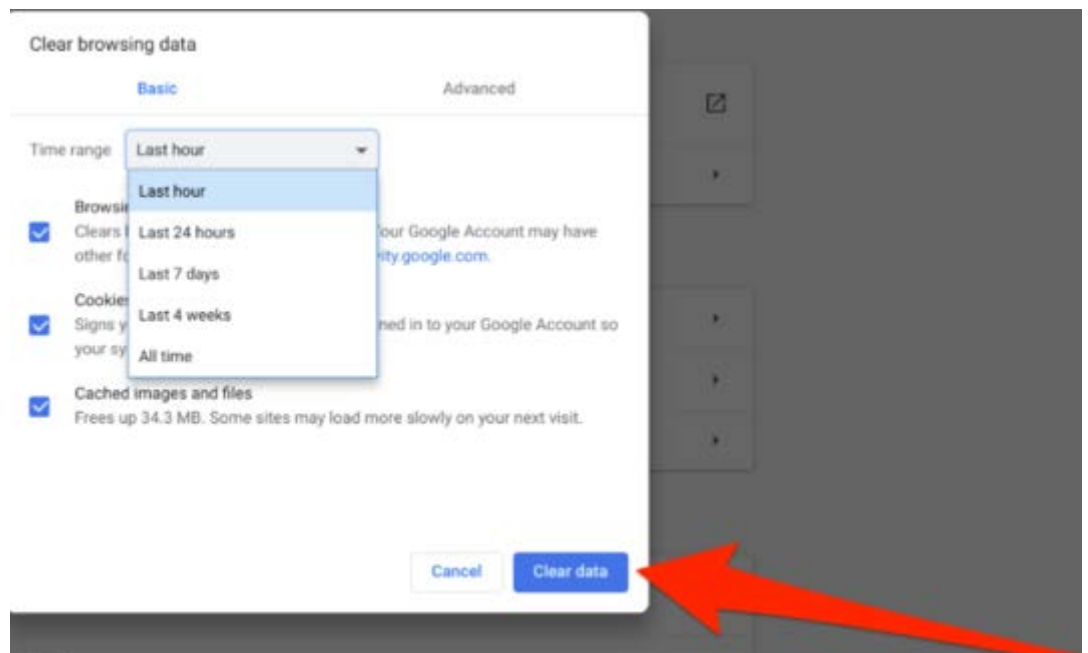 Clear browsing data
Basic Advanced
Time range Last hour
Last hour
Browsi
Clears our Google Account may have
Last 24 hours
other fo ity.google.com.
Last 7 days
Cookie
Last 4 weeks
Signs y ned in to your Google Account so
your sy
All time
Cached images and files
Frees up 34.3 MB. Some sites may load more slowly on your next visit.
Cancel Clear data